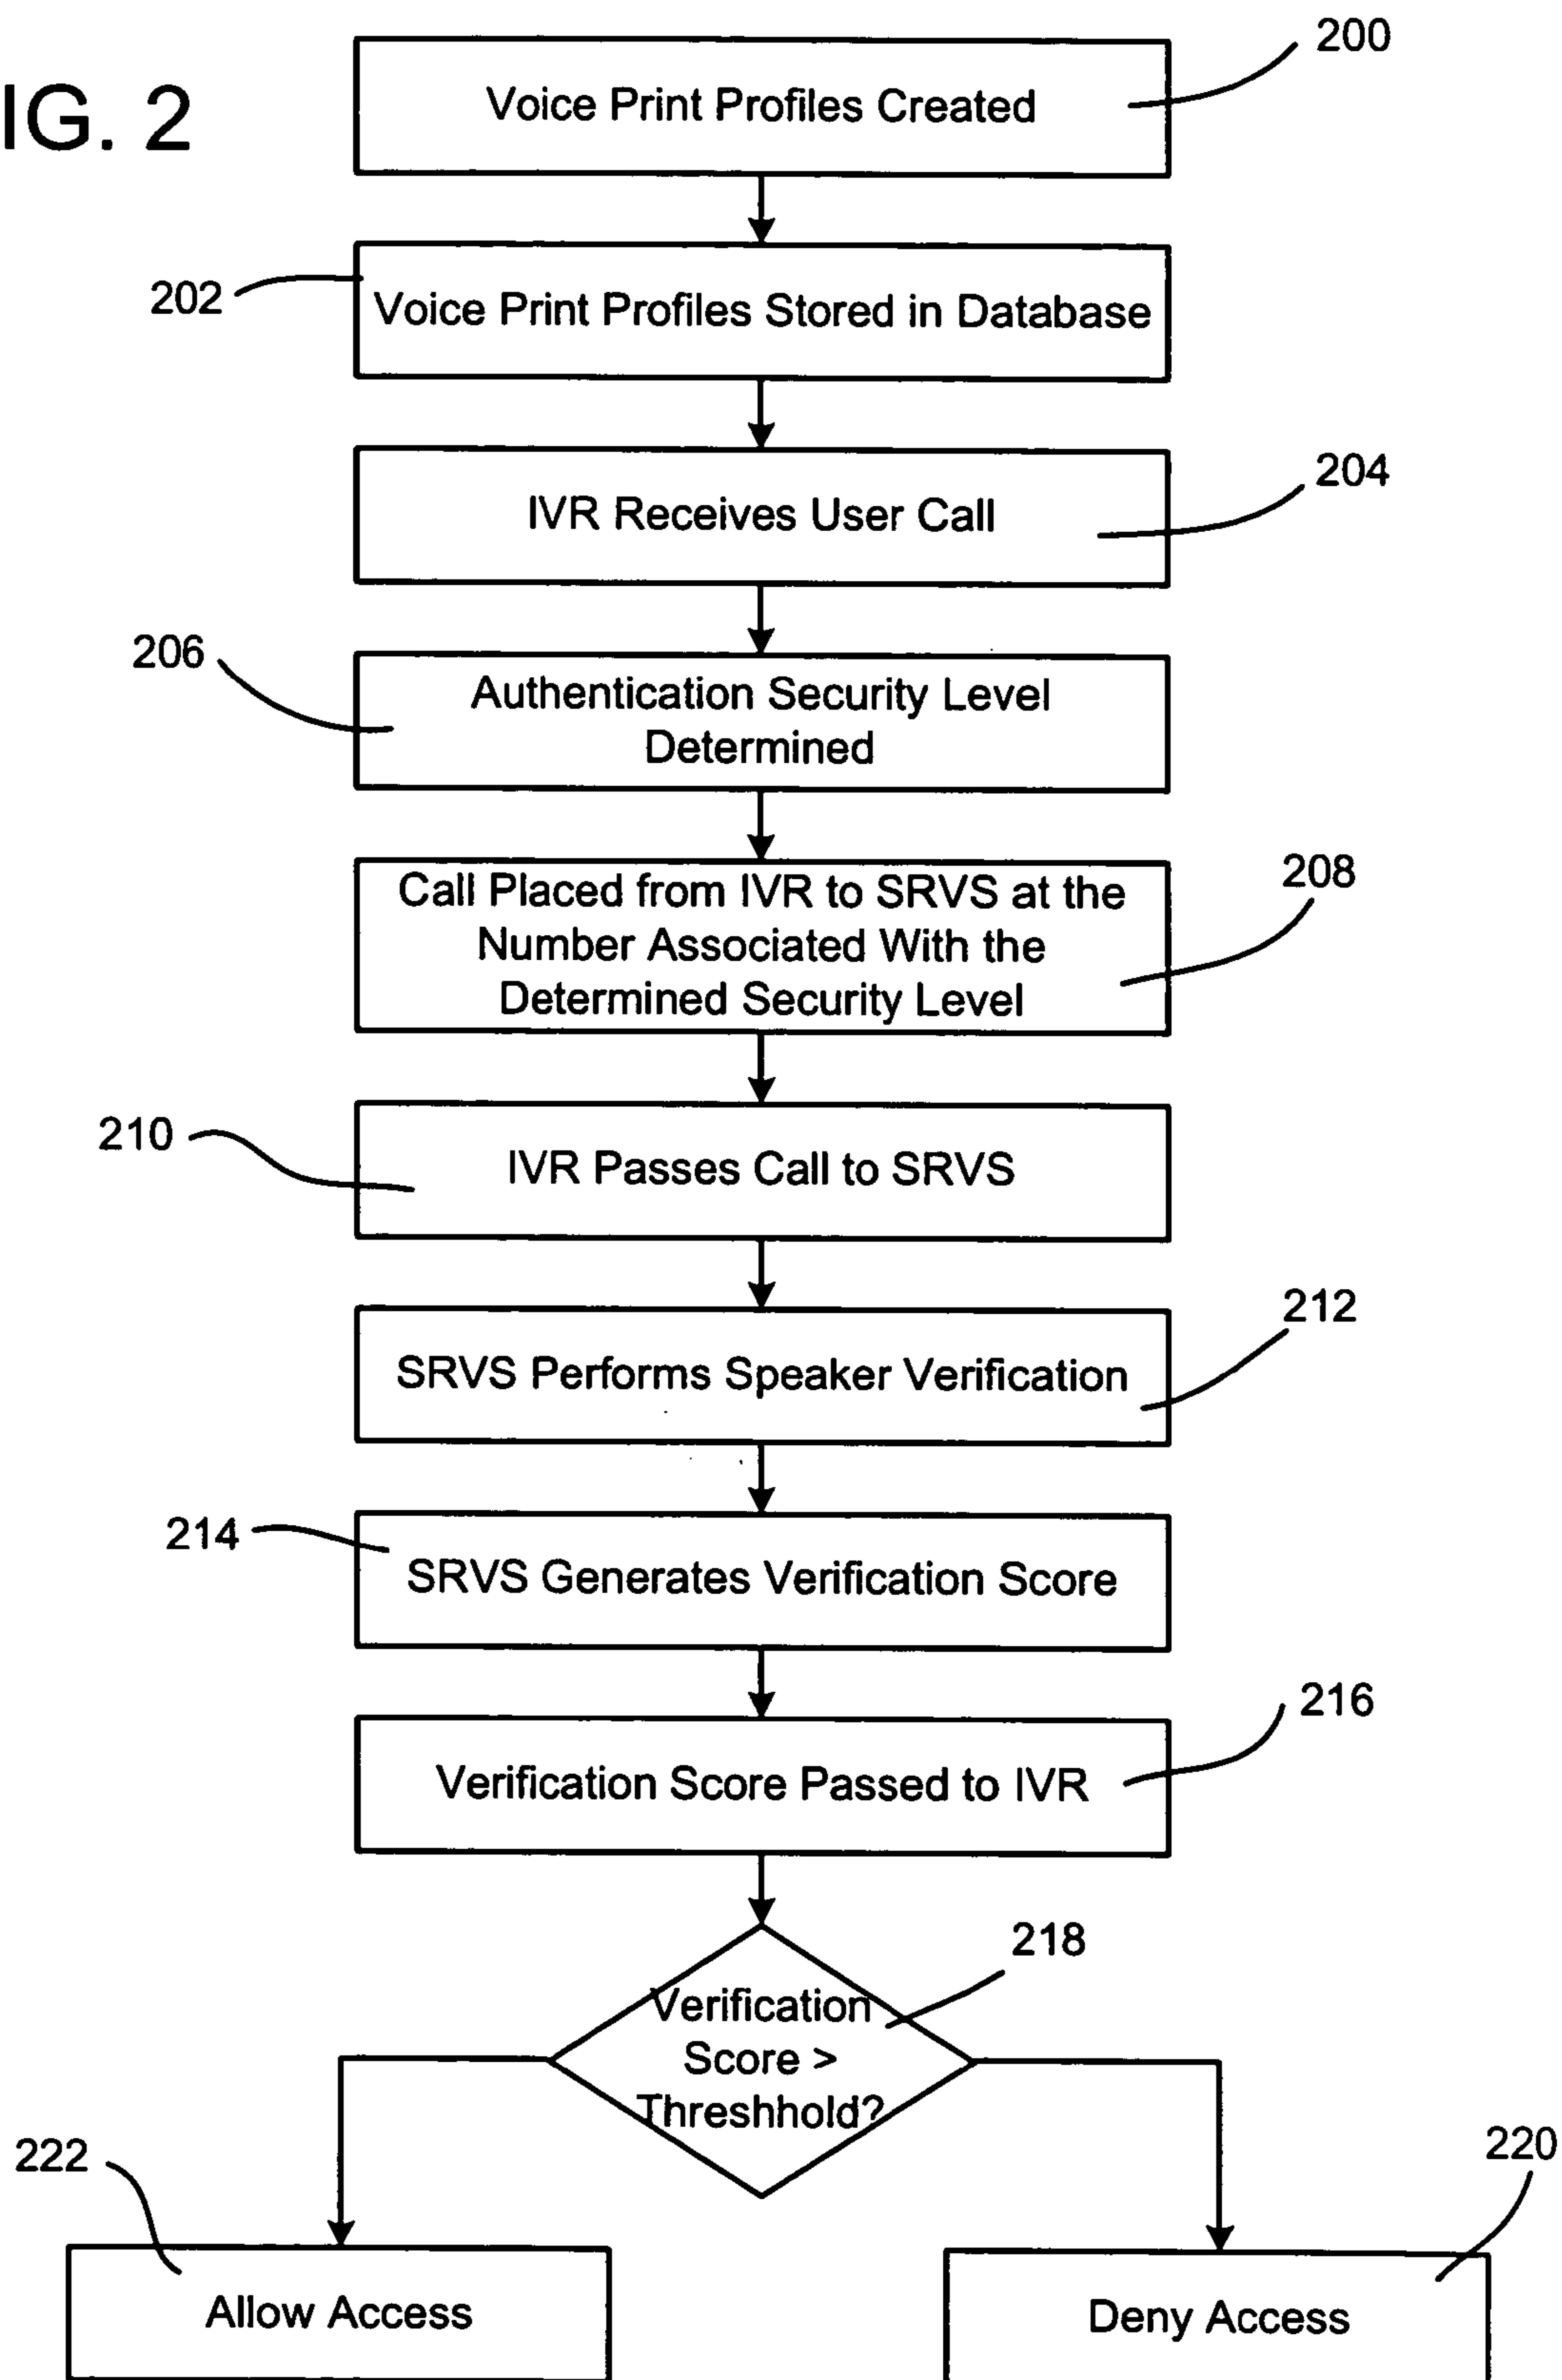 200
IG. 2
Voice Print Profiles Created
202
Voice Print Profiles Stored in Database
204
IVR Receives User Call
206
Authentication Security Level
Determined
208
Call Placed from IVR to SRVS at the
Number Associated With the
Determined Security Level
210
IVR Passes Call to SRVS
212
SRVS Performs Speaker Verification
214
SRVS Generates Verification Score
216
Verification Score Passed to IVR
218
Verification
Score >
Threshhold?
222
220
Allow Access
Deny Access